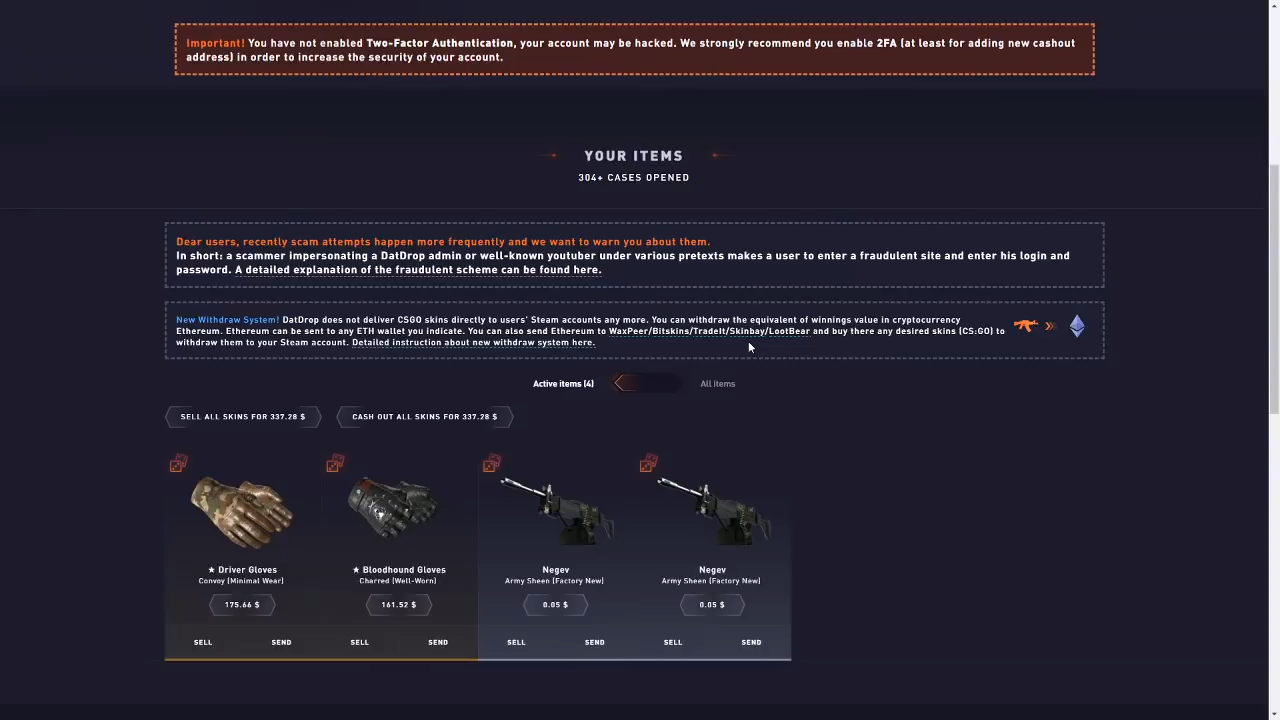 Important! You have not enabled Two-Factor Authentication, your account may be hacked. We strongly recommend you enable 2FA (at least for adding new cashout
address) in order to increase the security of your account.
YOUR ITEMS
304+ CASES OPENED
Dear users, recently scam attempts happen more frequently and we want to warn you about them.
In short: a scammer impersonating a DatDrop admin or well-known youtuber under various pretexts makes a user to enter a fraudulent site and enter his login and
password. A detailed explanation of the fraudulent scheme can be found here.
New Withdraw System! DatDrop does not deliver CSGO skins directly to users' Steam accounts any more. You can withdraw the equivalent of winnings value in cryptocurrency
Ethereum. Ethereum can be sent to any ETH wallet you indicate. You can also send Ethereum to WaxPeer/Bitskins/TradeIt/Skinbay/LootBear and buy there any desired skins (CS:GO) to
withdraw them to your Steam account. Detailed instruction about new withdraw system here.
Active items (4) All items
SELL ALL SKINS FOR 337.28 $ CASH OUT ALL SKINS FOR 337.28 $
★ Driver Gloves ★ Bloodhound Gloves Negev Negev
Convoy (Minimal Wear) Charred (Well-Worn) Army Sheen (Factory New) Army Sheen (Factory New)
175.66 $ 161.52 $ 0.05 $ 0.05 $
SELL SEND SELL SEND SELL SEND SELL SEND